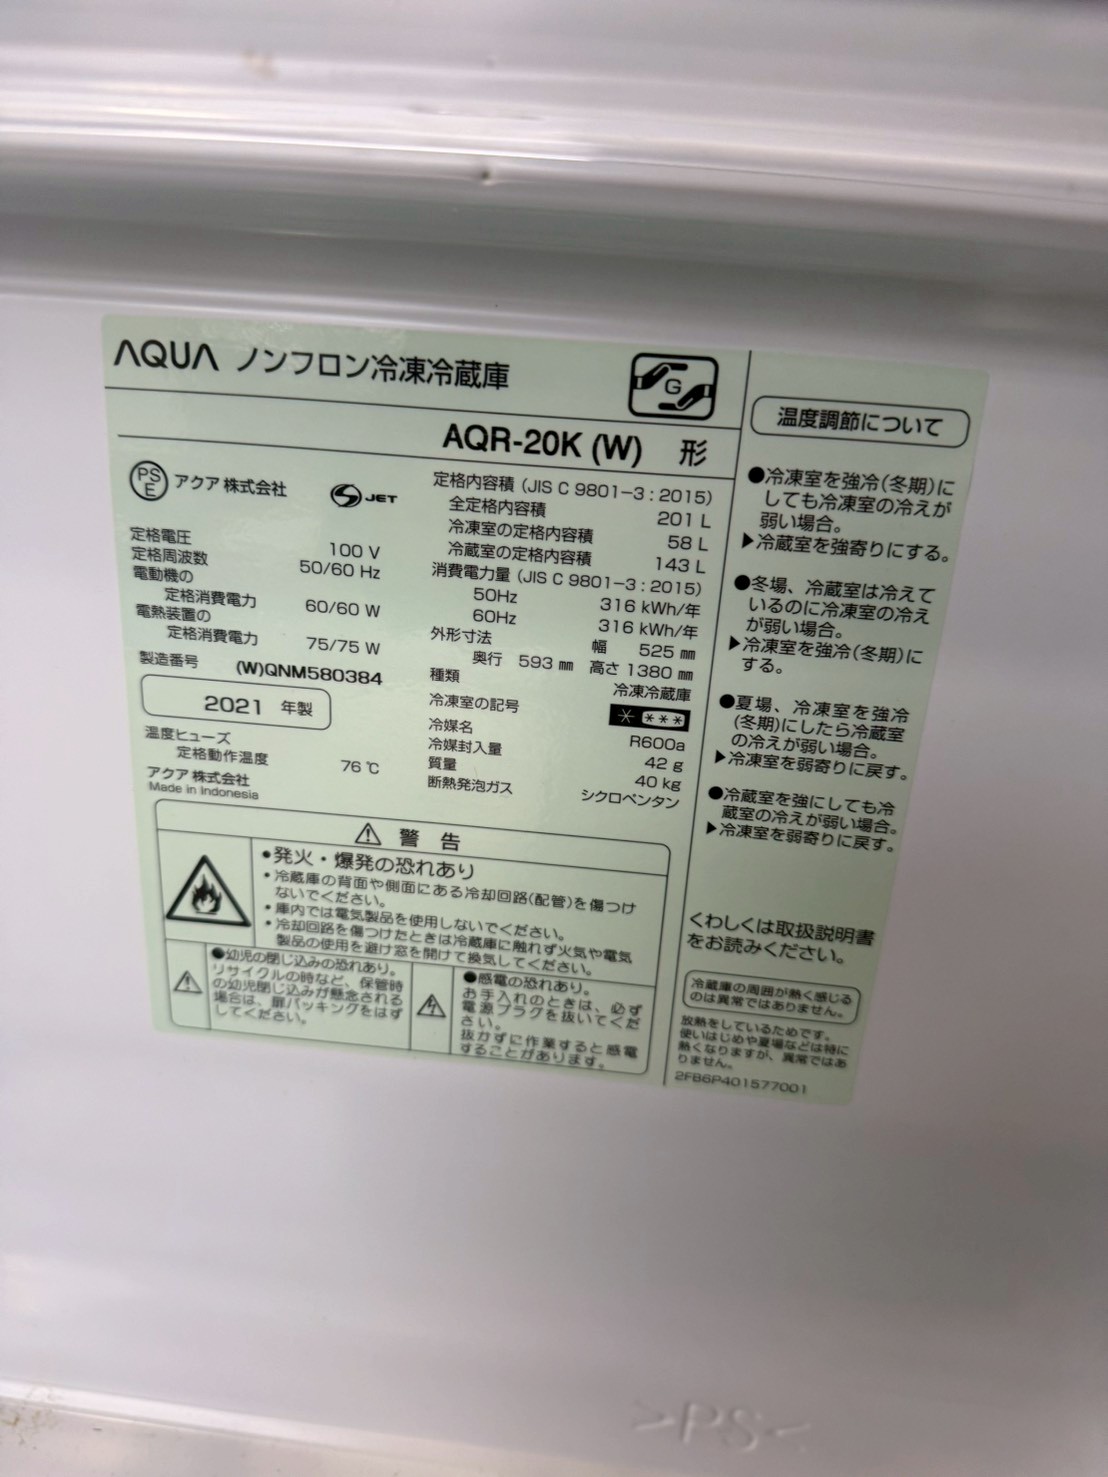 AQUA ノンフロン冷凍冷蔵庫
G
AQR-20K (W) 形
PSE アクア株式会社
JET
定格電圧 100 V
定格周波数 50/60 Hz
電動機の
定格消費電力 60/60 W
電熱装置の
定格消費電力 75/75 W
製造番号 (W)QNM580384
2021 年製
温度ヒューズ
定格動作温度 76 ℃
アクア株式会社
Made in Indonesia
定格内容積 (JIS C 9801-3 : 2015)
全定格内容積 201 L
冷凍室の定格内容積 58 L
冷蔵室の定格内容積 143 L
消費電力量 (JIS C 9801-3 : 2015)
50Hz 316 kWh/年
60Hz 316 kWh/年
外形寸法 幅 525 mm
奥行 593 mm 高さ 1380 mm
種類 冷凍冷蔵庫
冷凍室の記号
冷媒名 R600a
冷媒封入量 42 g
質量 40 kg
断熱発泡ガス シクロペンタン
警告
●発火・爆発の恐れあり
・冷蔵庫の背面や側面にある冷却回路(配管)を傷つけ
ないでください。
・庫内では電気製品を使用しないでください。
・冷却回路を傷つけたときは冷蔵庫に触れず火気や電気
製品の使用を避け窓を開けて換気してください。
●幼児の閉じ込みの恐れあり。
リサイクルの時など、保管時
の幼児閉じ込みが懸念される
場合は、扉パッキングをはず
してください。
●感電の恐れあり。
お手入れのときは、必ず
電源プラグを抜いてくだ
さい。
抜かずに作業すると感電
することがあります。
温度調節について
●冷凍室を強冷(冬期)に
しても冷凍室の冷えが
弱い場合。
▶冷蔵室を強寄りにする。
●冬場、冷蔵室は冷えて
いるのに冷凍室の冷え
が弱い場合。
▶冷凍室を強冷(冬期)に
する。
●夏場、冷凍室を強冷
(冬期)にしたら冷蔵室
の冷えが弱い場合。
▶冷凍室を弱寄りに戻す。
●冷蔵室を強にしても冷
蔵室の冷えが弱い場合。
▶冷凍室を弱寄りに戻す。
くわしくは取扱説明書
をお読みください。
冷蔵庫の周囲が熱く感じる
のは異常ではありません。
放熱をしているためです。
使いはじめや夏場などは特に
熱くなりますが、異常ではあ
りません。
2FB6P401577001
>PS<